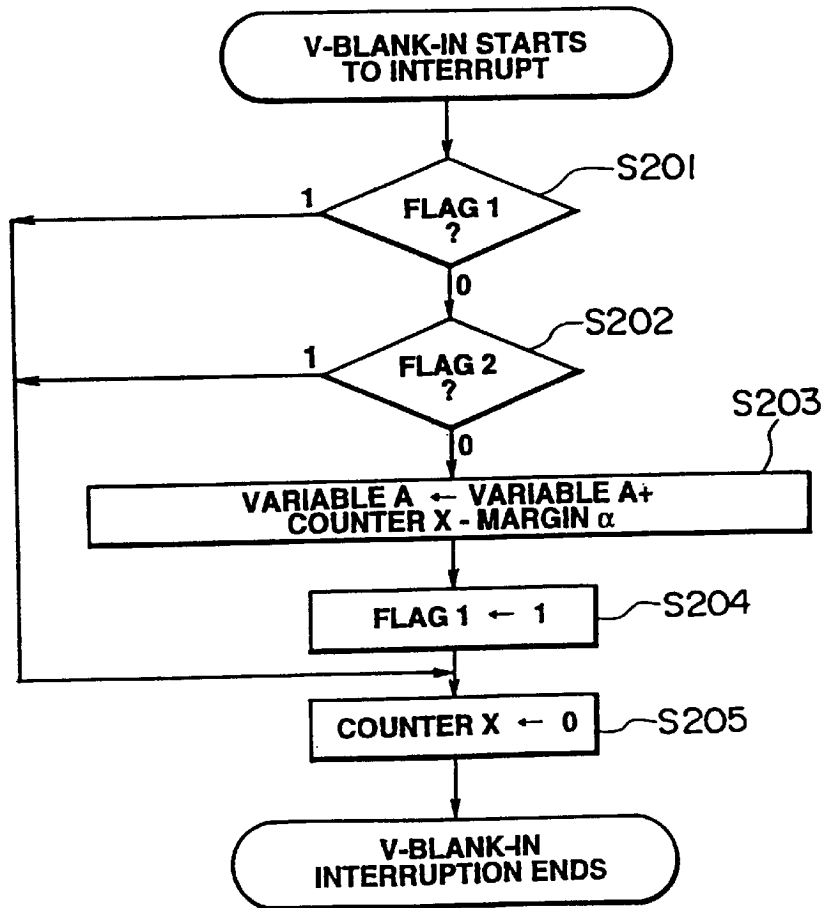 V-BLANK-IN STARTS
TO INTERRUPT
S201
1
FLAG 1
?
0
S202
1
FLAG 2
?
0
S203
VARIABLE A ← VARIABLE A+
COUNTER X - MARGIN α
FLAG 1 ← 1
S204
COUNTER X ← 0
S205
V-BLANK-IN
INTERRUPTION ENDS